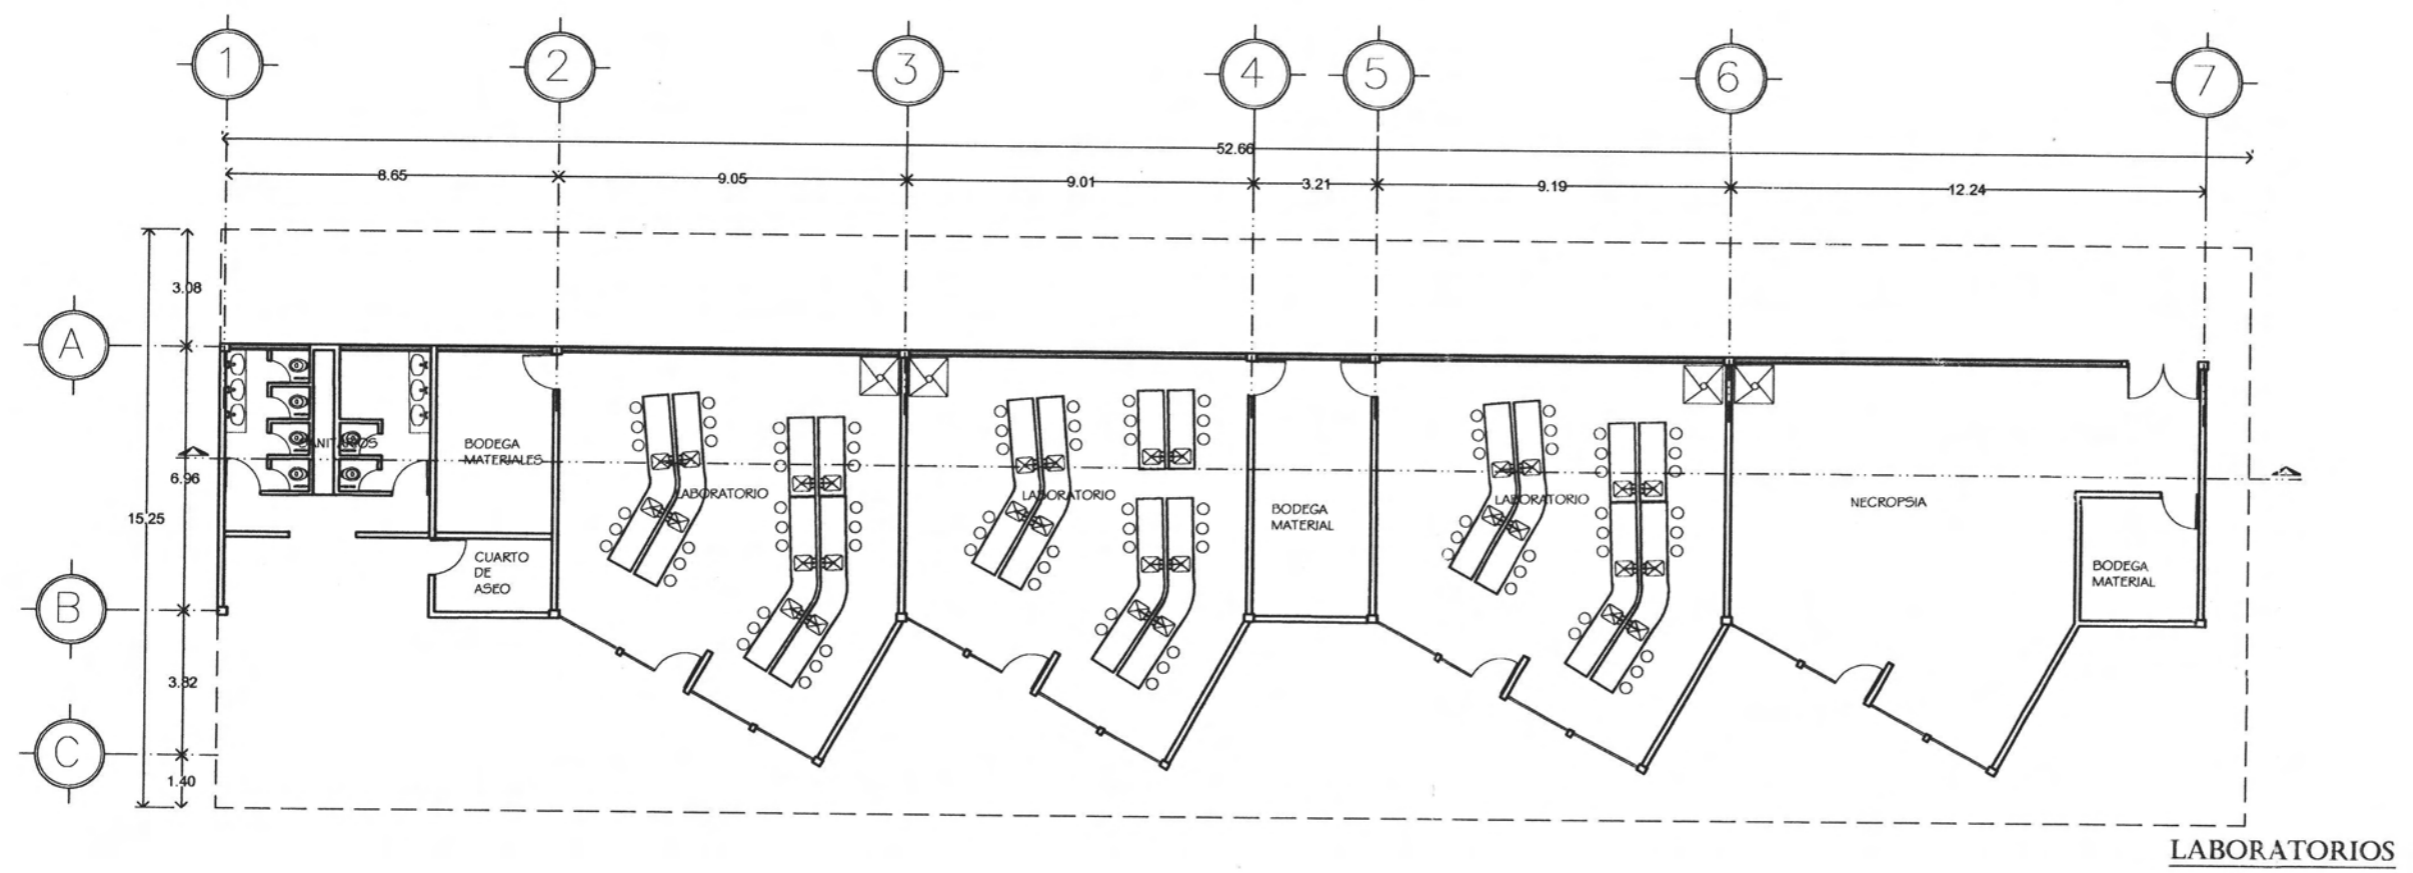 1 2 3 4 5 6 7
52.66
8.65 9.05 9.01 3.21 9.19 12.24
3.08
A
SANITARIOS
BODEGA
MATERIALES
6.96
LABORATORIO
LABORATORIO
LABORATORIO
NECROPSIA
BODEGA
MATERIAL
15.25
CUARTO
DE
ASEO
BODEGA
MATERIAL
B
3.82
C
1.40
LABORATORIOS